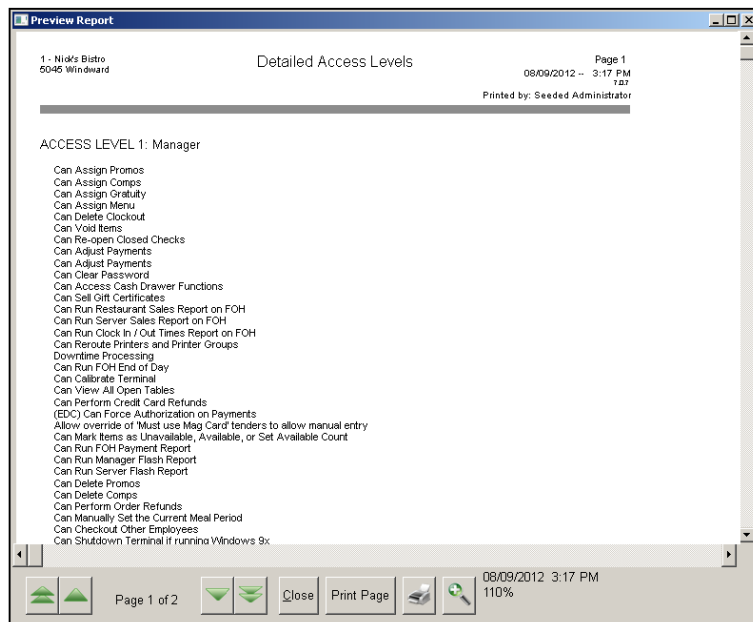 Preview Report
1 - Nick's Bistro
5045 Windward
Detailed Access Levels
Page 1
08/09/2012 -- 3:17 PM
7.0.7
Printed by: Seeded Administrator
ACCESS LEVEL 1: Manager
Can Assign Promos
Can Assign Comps
Can Assign Gratuity
Can Assign Menu
Can Delete Clockout
Can Void Items
Can Re-open Closed Checks
Can Adjust Payments
Can Adjust Payments
Can Clear Password
Can Access Cash Drawer Functions
Can Sell Gift Certificates
Can Run Restaurant Sales Report on FOH
Can Run Server Sales Report on FOH
Can Run Clock In / Out Times Report on FOH
Can Reroute Printers and Printer Groups
Downtime Processing
Can Run FOH End of Day
Can Calibrate Terminal
Can View All Open Tables
Can Perform Credit Card Refunds
(EDC) Can Force Authorization on Payments
Allow override of 'Must use Mag Card' tenders to allow manual entry
Can Mark Items as Unavailable, Available, or Set Available Count
Can Run FOH Payment Report
Can Run Manager Flash Report
Can Run Server Flash Report
Can Delete Promos
Can Delete Comps
Can Perform Order Refunds
Can Manually Set the Current Meal Period
Can Checkout Other Employees
Can Shutdown Terminal if running Windows 9x
Page 1 of 2
Close
Print Page
08/09/2012 3:17 PM
110%